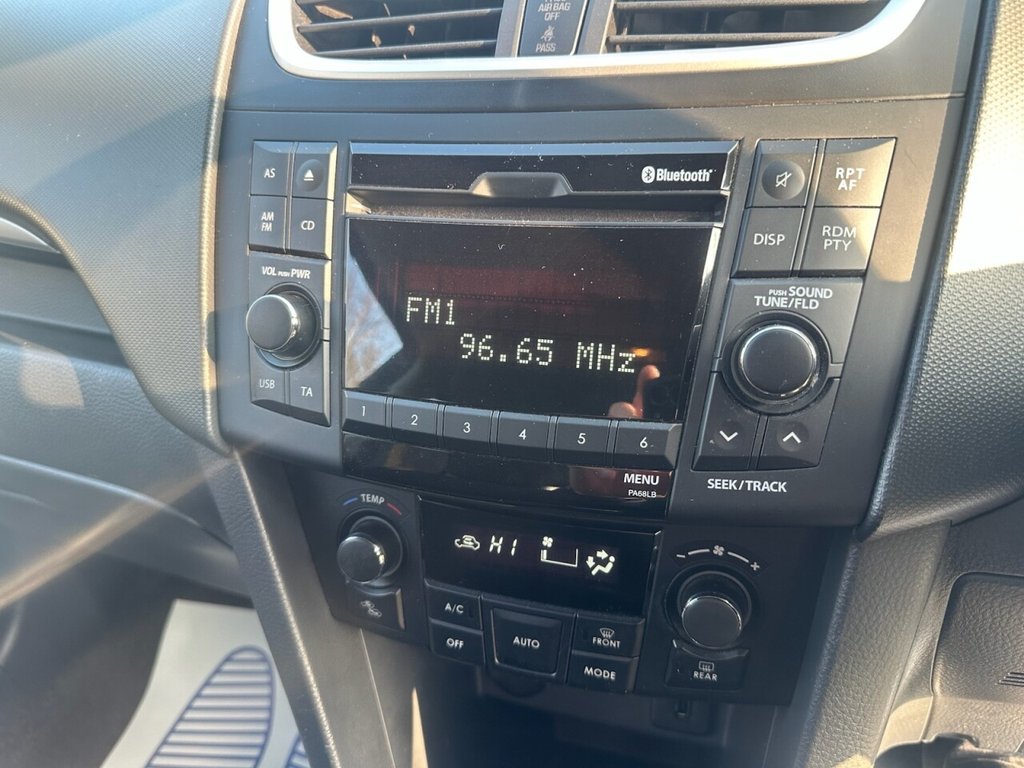 AIR BAG
OFF
PASS
AS
AM
FM
CD
VOL PUSH PWR
USB
TA
Bluetooth
FM1
96.65 MHz
1 2 3 4 5 6
MENU
PA68LB
RPT
AF
DISP
RDM
PTY
PUSH SOUND
TUNE/FLD
SEEK/TRACK
TEMP
HI
- +
A/C
OFF
AUTO
FRONT
MODE
REAR